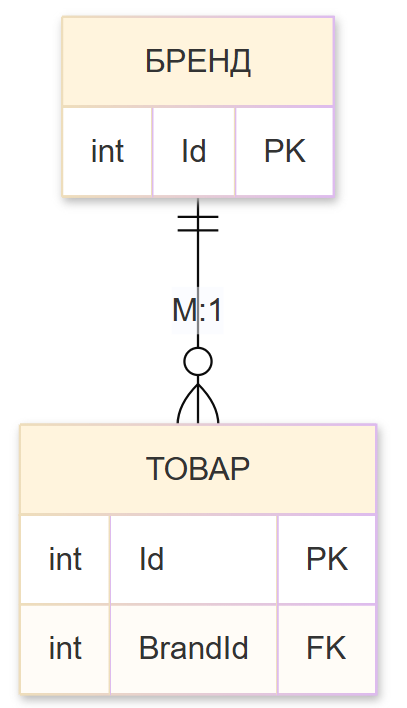 БРЕНД
int Id PK
M:1
ТОВАР
int Id PK
int BrandId FK